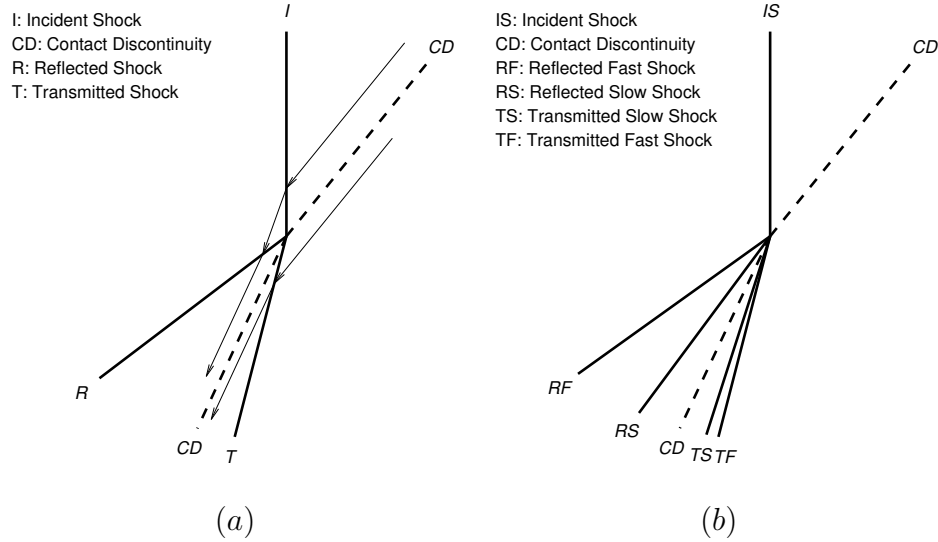 I: Incident Shock
CD: Contact Discontinuity
R: Reflected Shock
T: Transmitted Shock
I
CD
R
CD
T
(a)
IS: Incident Shock
CD: Contact Discontinuity
RF: Reflected Fast Shock
RS: Reflected Slow Shock
TS: Transmitted Slow Shock
TF: Transmitted Fast Shock
IS
CD
RF
RS
CD
TS
TF
(b)